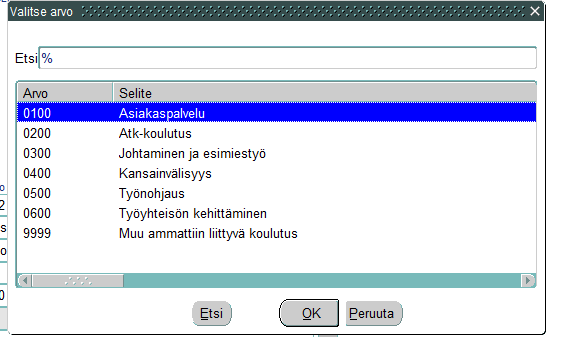 Valitse arvo
Etsi %
Arvo Selite
0100 Asiakaspalvelu
0200 Atk-koulutus
0300 Johtaminen ja esimiestyö
0400 Kansainvälisyys
0500 Työnohjaus
0600 Työyhteisön kehittäminen
9999 Muu ammattiin liittyvä koulutus
Etsi OK Peruuta